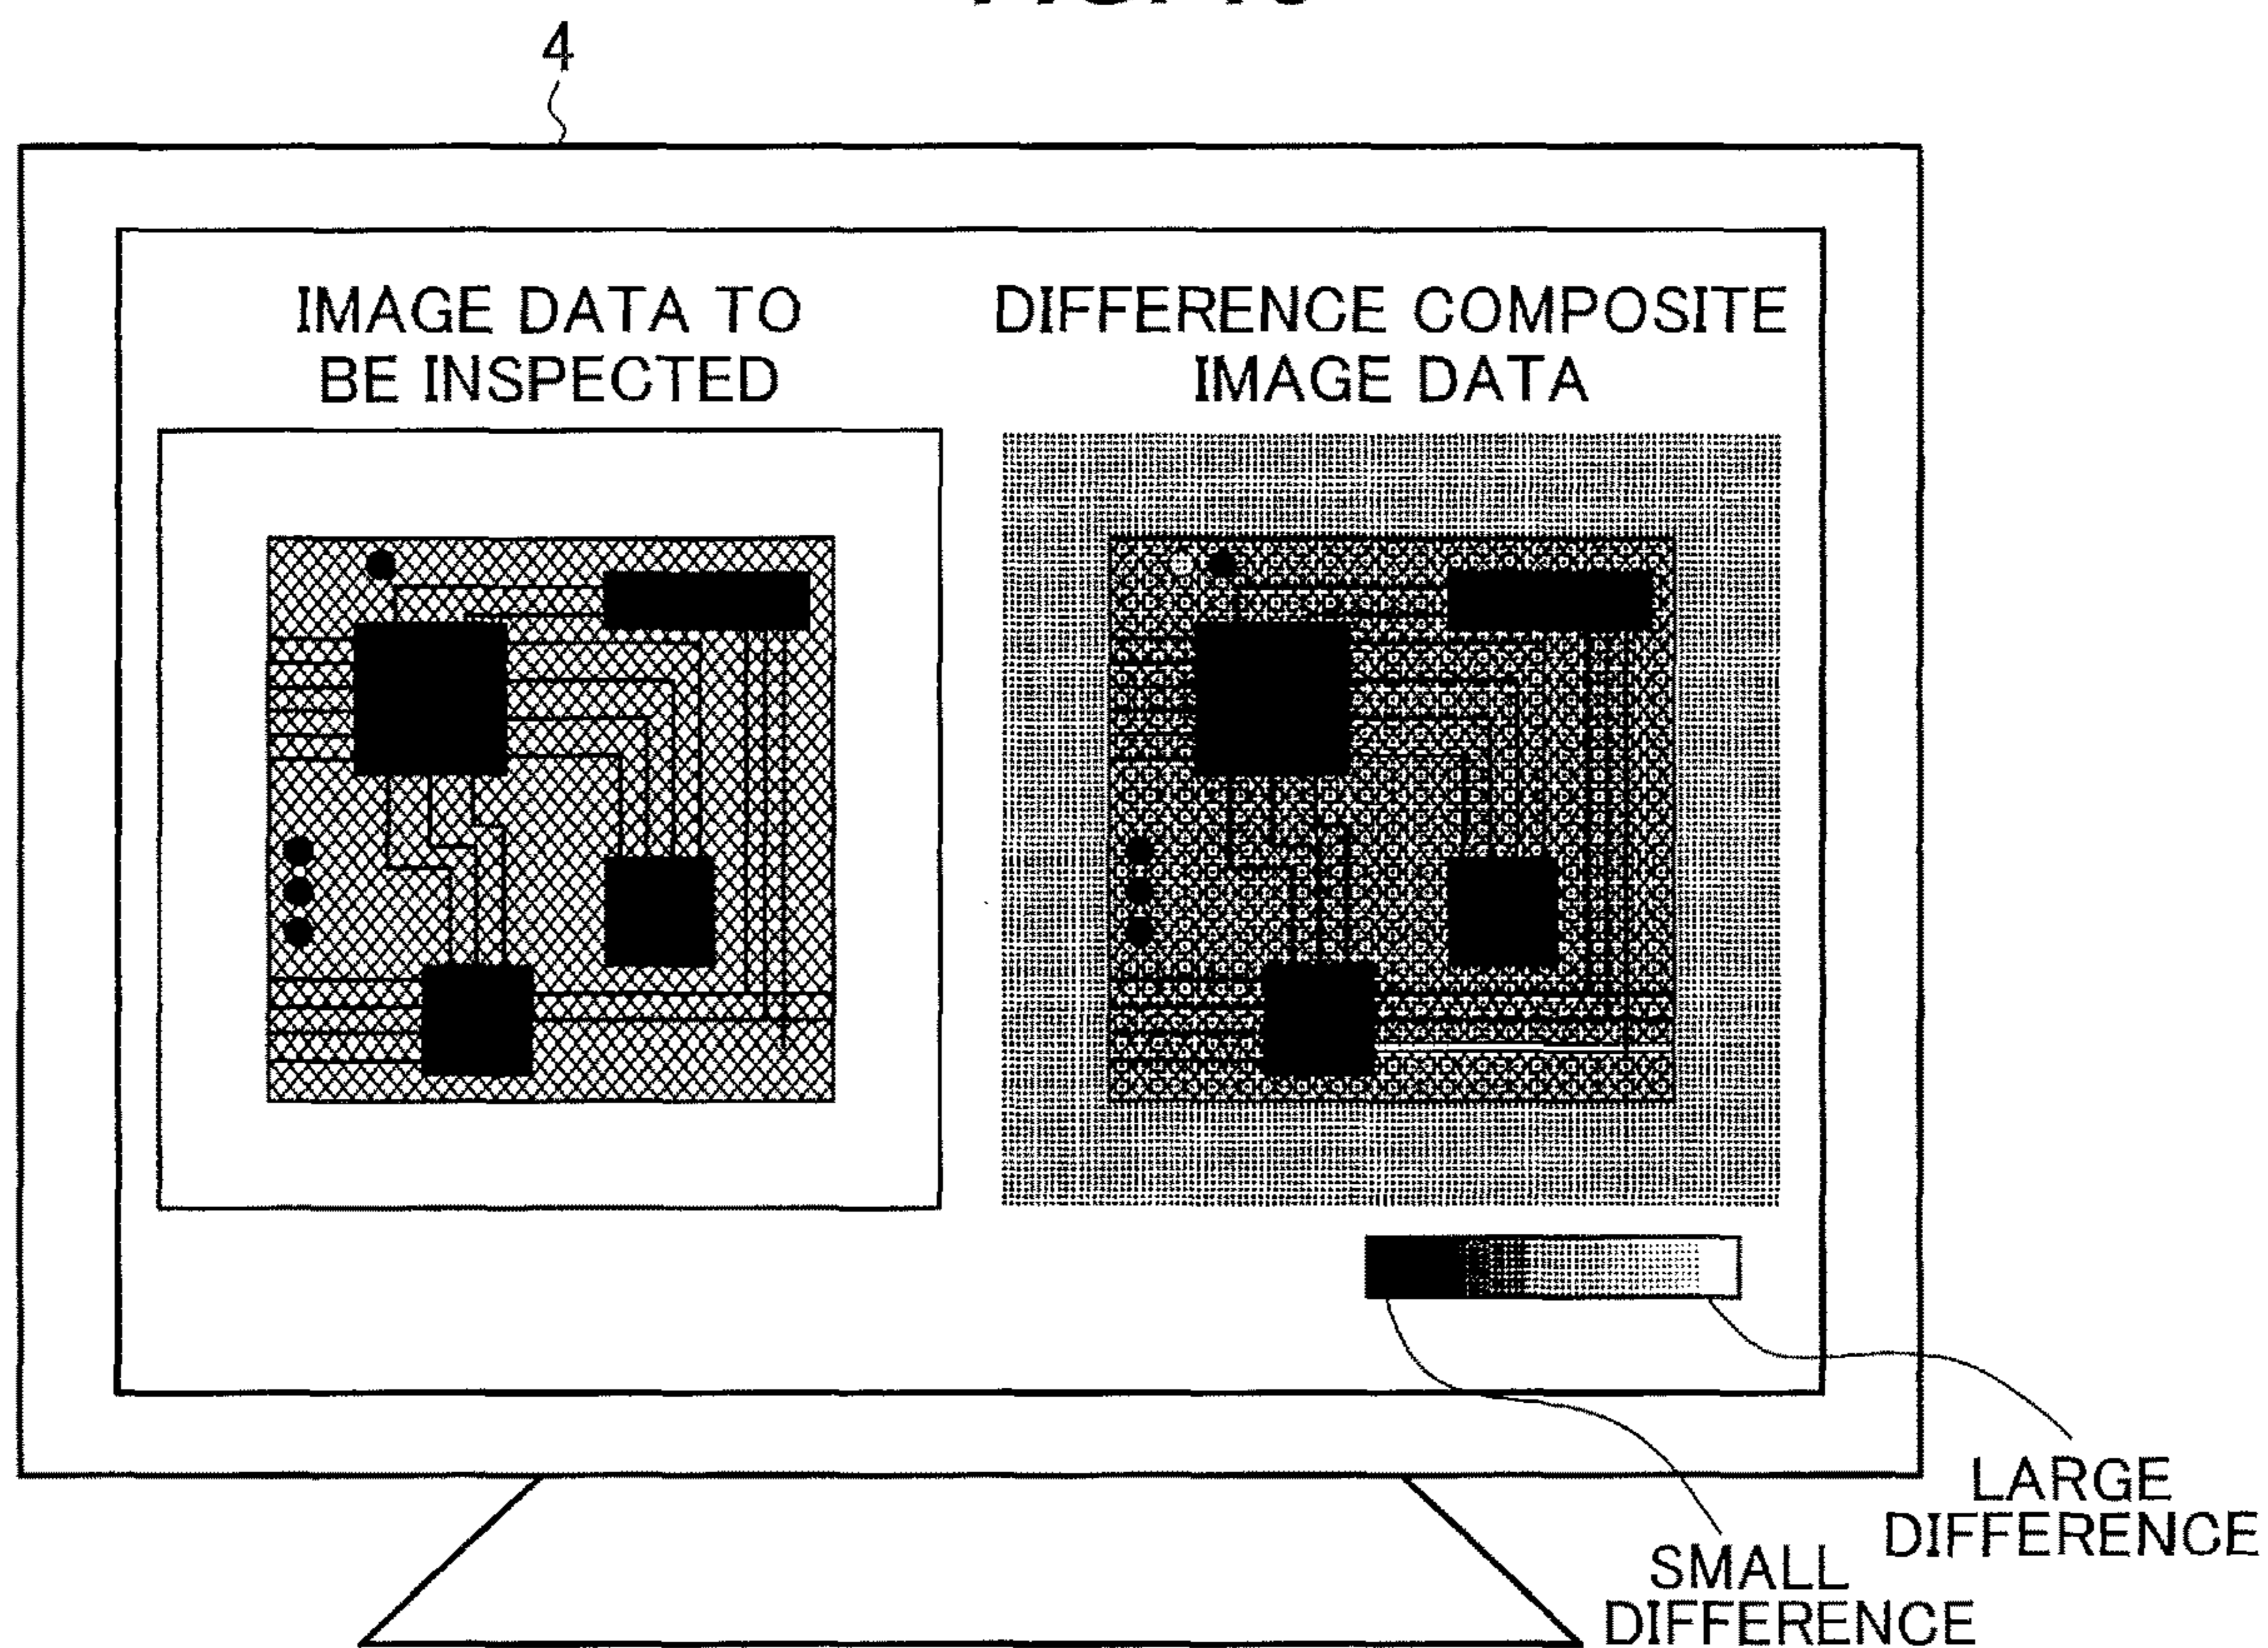 4
IMAGE DATA TO
BE INSPECTED
DIFFERENCE COMPOSITE
IMAGE DATA
LARGE
DIFFERENCE
SMALL
DIFFERENCE